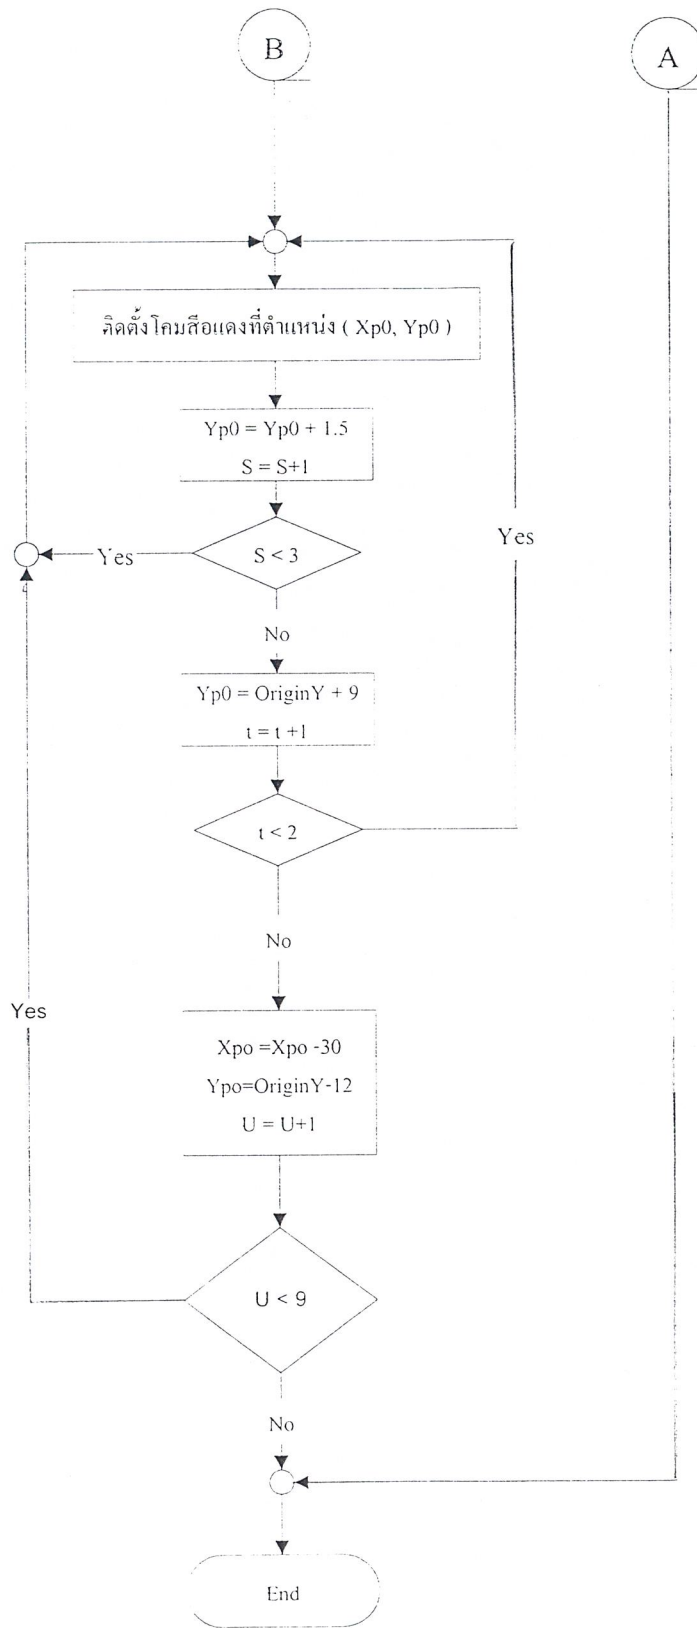 B
A
ติดตั้งโคมสีอแดงที่ตำแหน่ง ( Xp0, Yp0 )
Yp0 = Yp0 + 1.5
S = S+1
S < 3
Yes
Yes
No
Yp0 = OriginY + 9
t = t +1
t < 2
No
Yes
Xpo =Xpo -30
Ypo=OriginY-12
U = U+1
U < 9
No
End